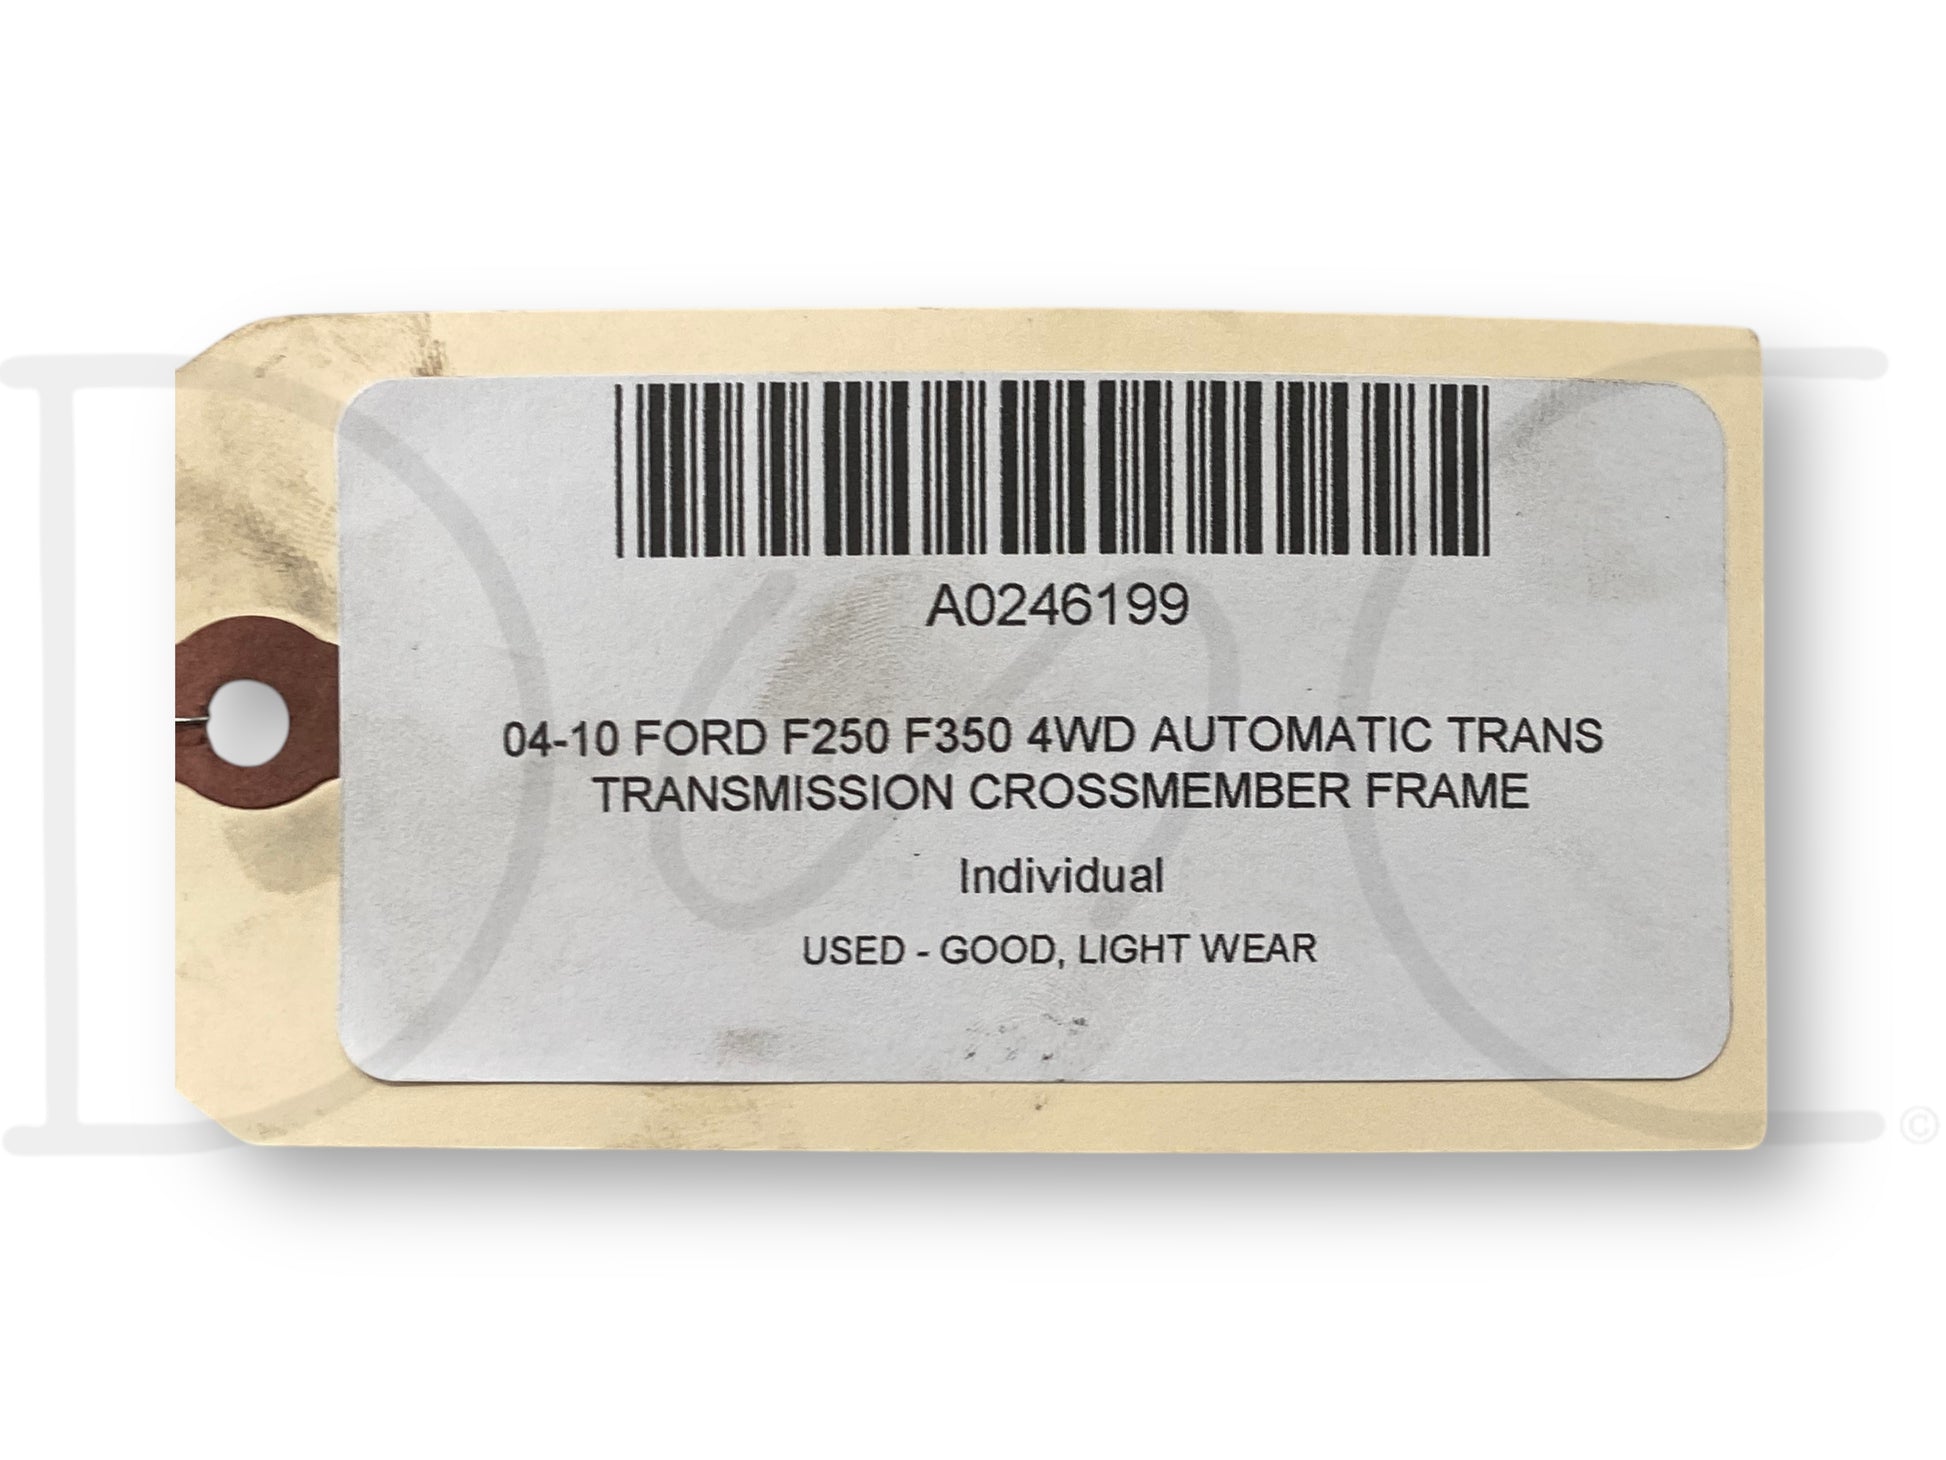 A0246199
04-10 FORD F250 F350 4WD AUTOMATIC TRANS
TRANSMISSION CROSSMEMBER FRAME
Individual
USED - GOOD, LIGHT WEAR
©